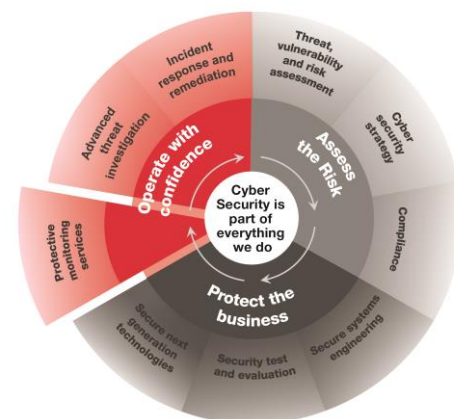 Cyber
Security is
part of
everything
we do
Assess
the Risk
Threat,
vulnerability
and risk
assessment
Cyber
security
strategy
Compliance
Protect the
business
Secure systems
engineering
Security test
and evaluation
Secure next
generation
technologies
Operate with
confidence
Protective
monitoring
services
Advanced
threat
investigation
Incident
response and
remediation